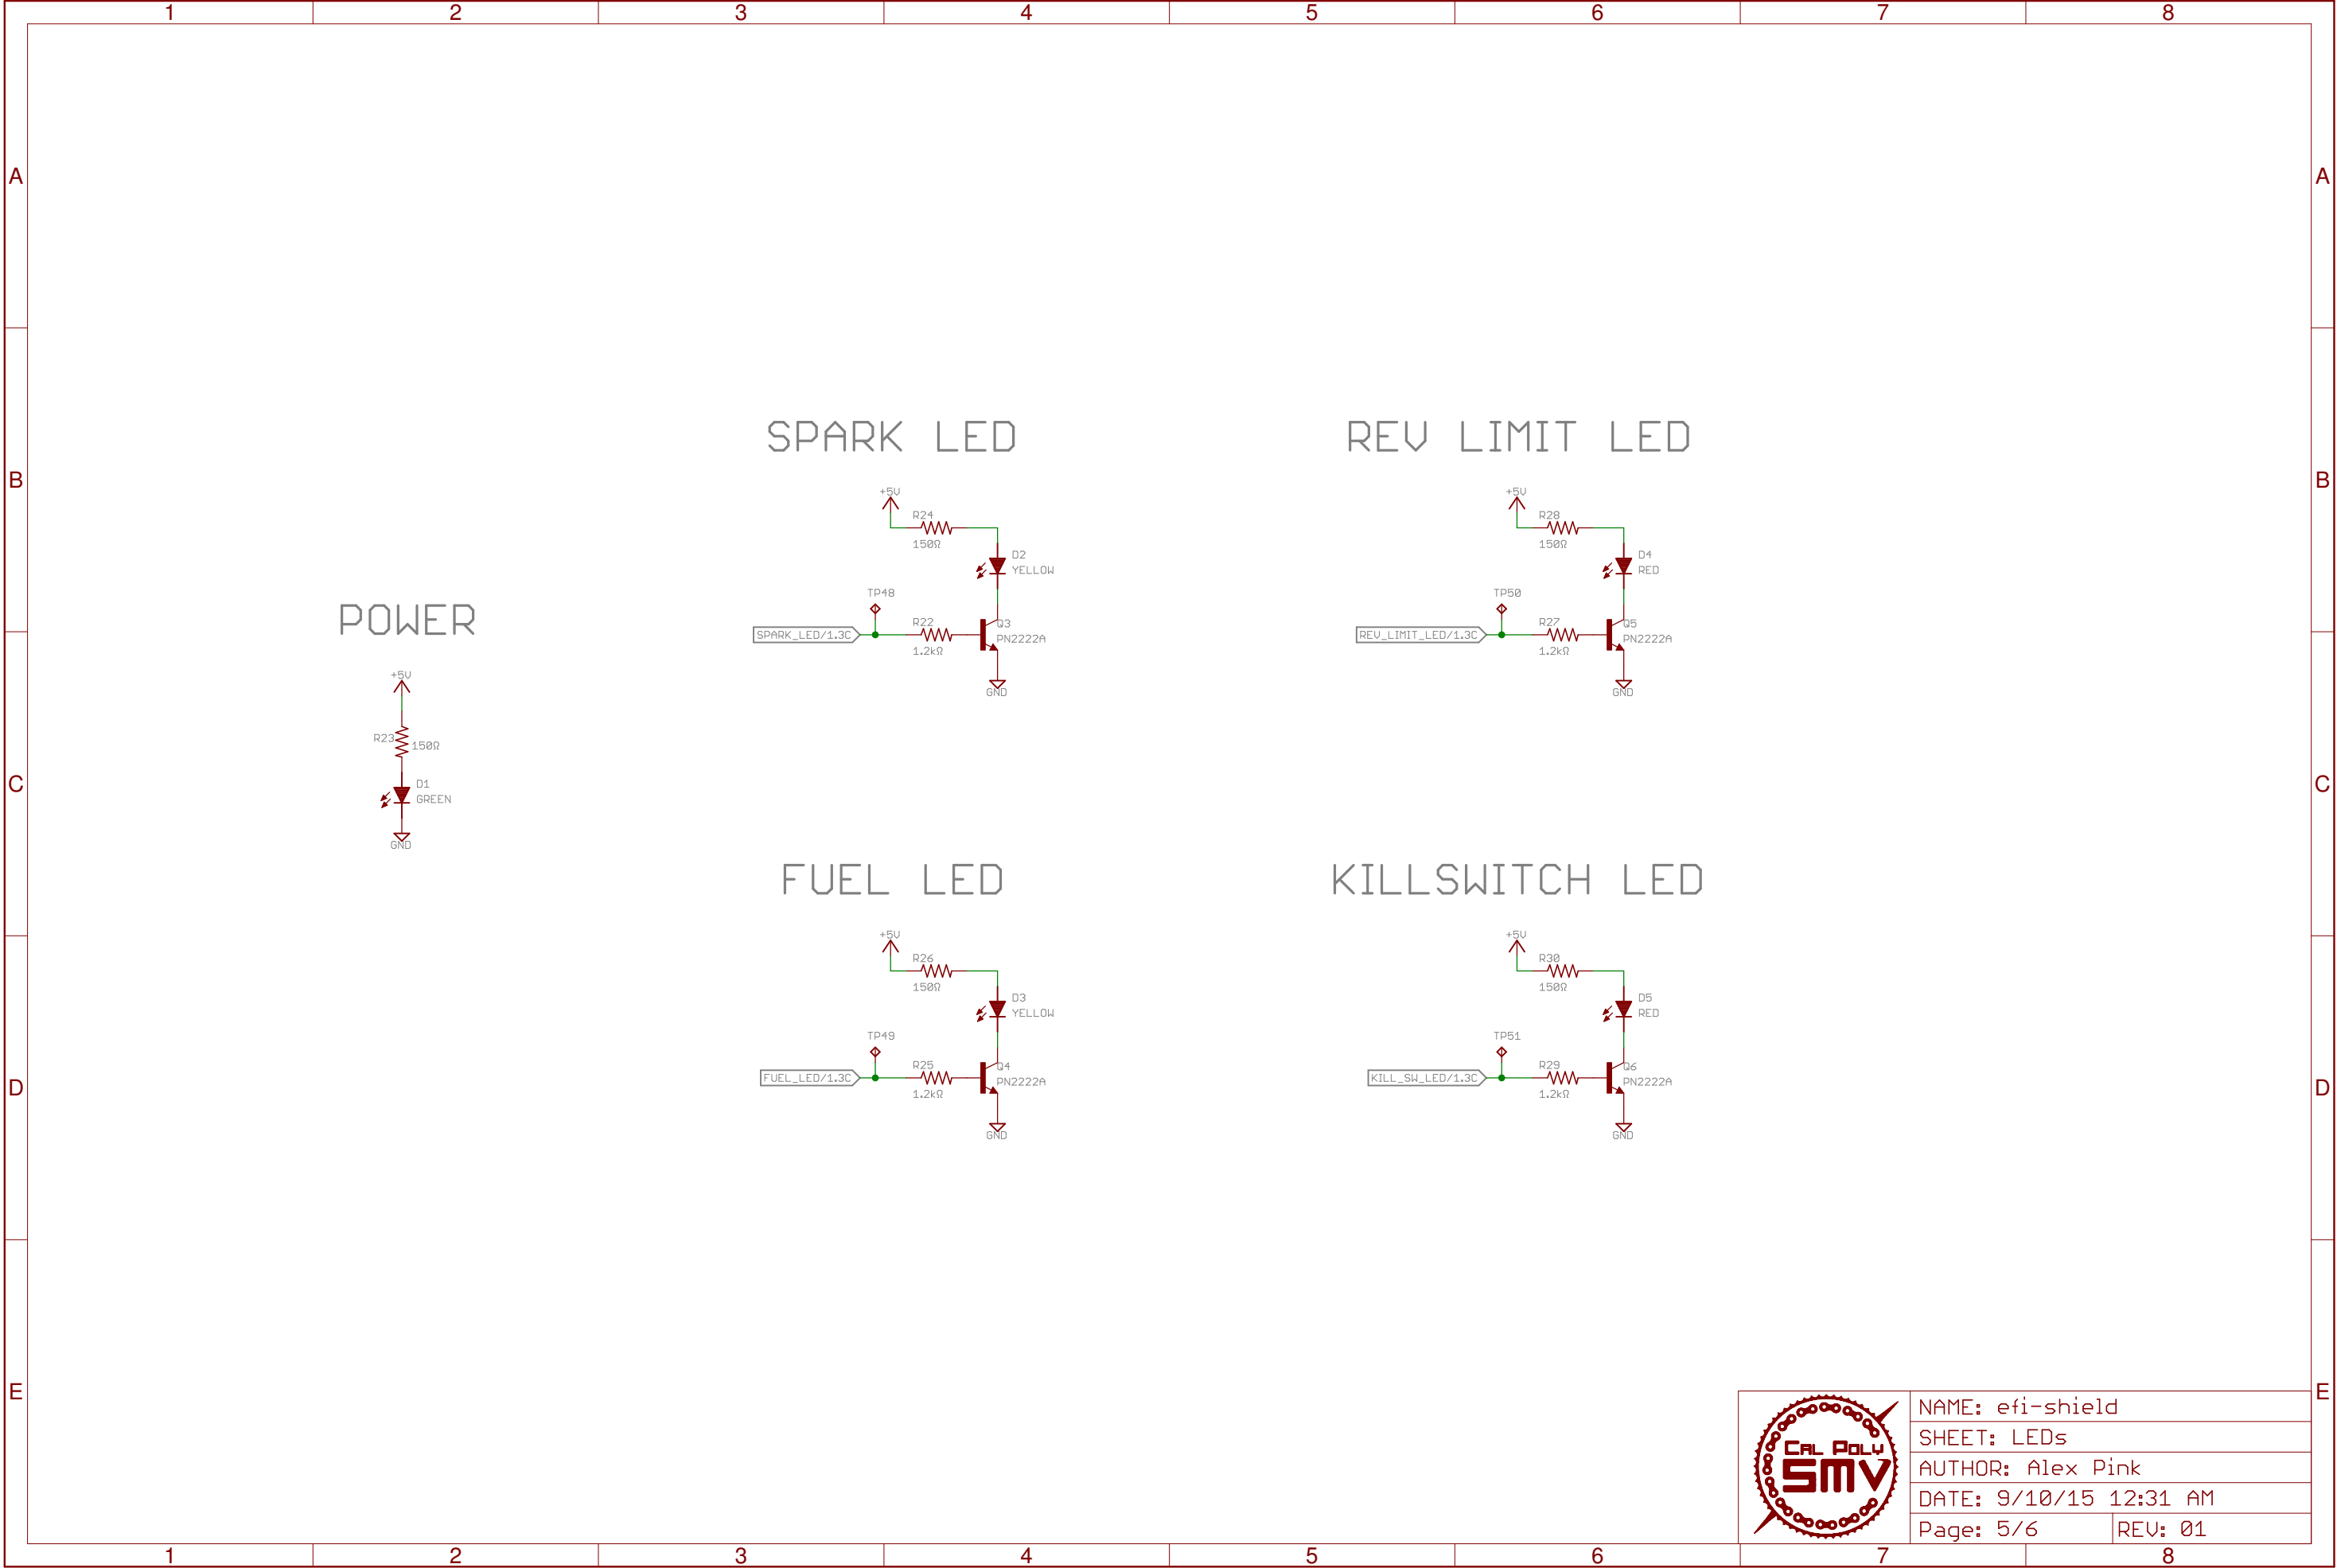 1 2 3 4 5 6 7 8
A A
B B
C C
D D
E E
SPARK LED
+5V
R24
150Ω
D2
YELLOW
TP48
SPARK_LED/1.3C
R22
1.2kΩ
Q3
PN2222A
GND
REV LIMIT LED
+5V
R28
150Ω
D4
RED
TP50
REV_LIMIT_LED/1.3C
R27
1.2kΩ
Q5
PN2222A
GND
POWER
+5V
R23
150Ω
D1
GREEN
GND
FUEL LED
+5V
R26
150Ω
D3
YELLOW
TP49
FUEL_LED/1.3C
R25
1.2kΩ
Q4
PN2222A
GND
KILLSWITCH LED
+5V
R30
150Ω
D5
RED
TP51
KILL_SW_LED/1.3C
R29
1.2kΩ
Q6
PN2222A
GND
CAL POLY
SMV
NAME: efi-shield
SHEET: LEDs
AUTHOR: Alex Pink
DATE: 9/10/15 12:31 AM
Page: 5/6 REV: 01
1 2 3 4 5 6 7 8